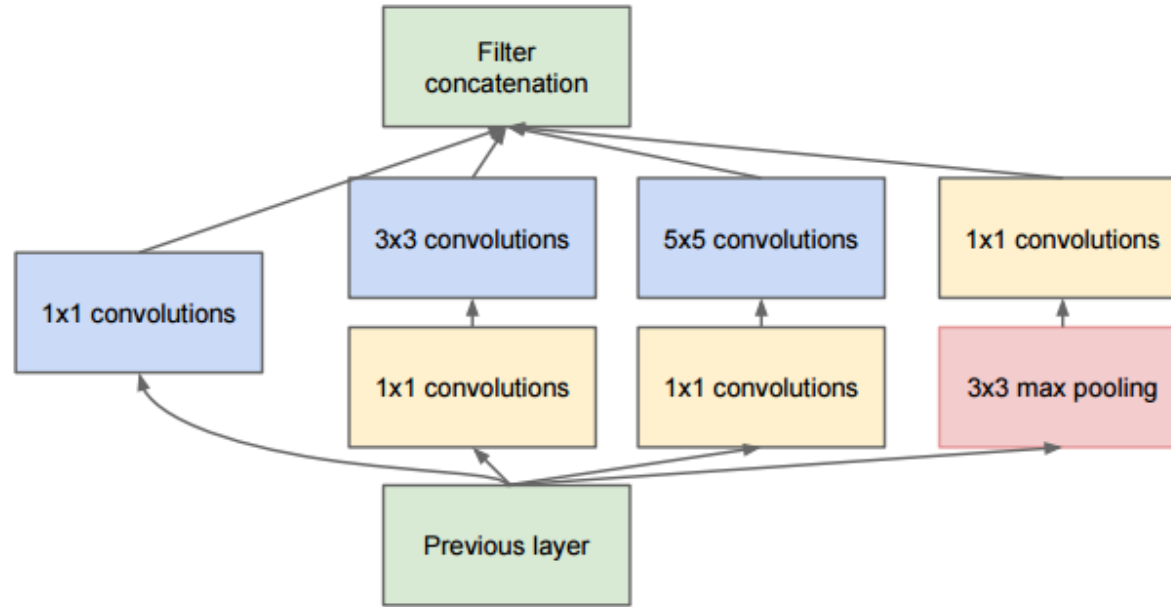 Filter
concatenation
3x3 convolutions
5x5 convolutions
1x1 convolutions
1x1 convolutions
1x1 convolutions
1x1 convolutions
3x3 max pooling
Previous layer